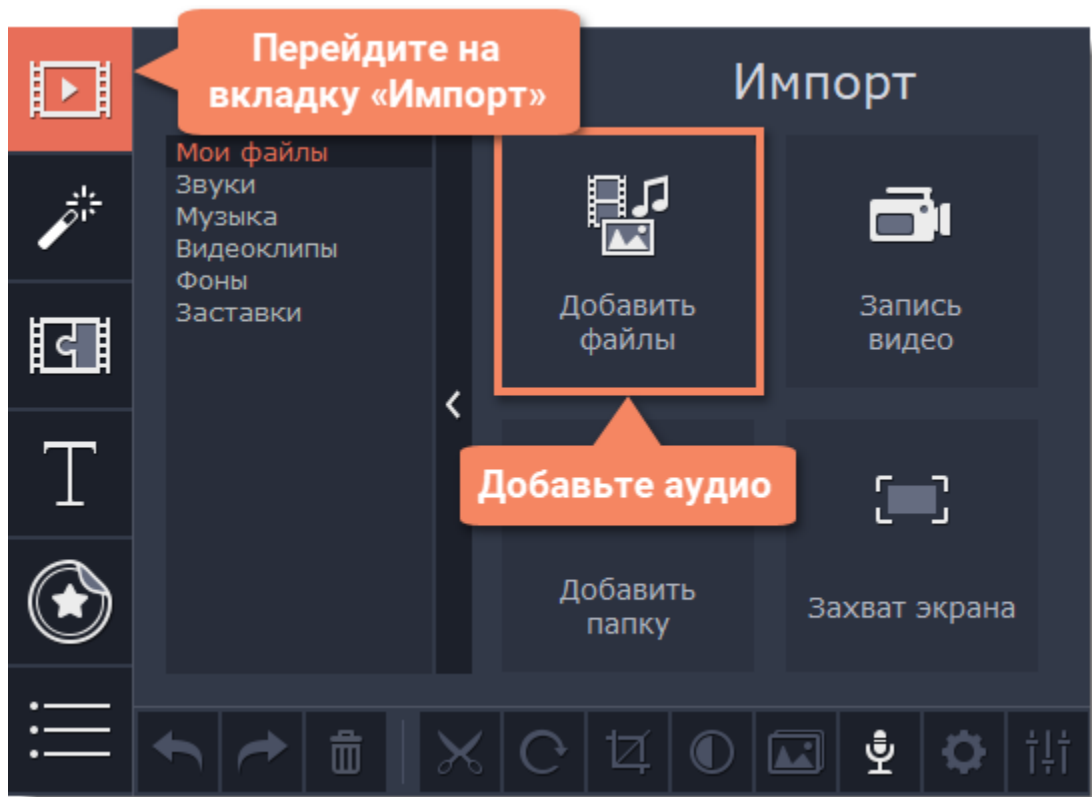 Перейдите на
вкладку «Импорт»
Импорт
Мои файлы
Звуки
Музыка
Видеоклипы
Фоны
Заставки
Добавить
файлы
Запись
видео
Добавьте аудио
Добавить
папку
Захват экрана